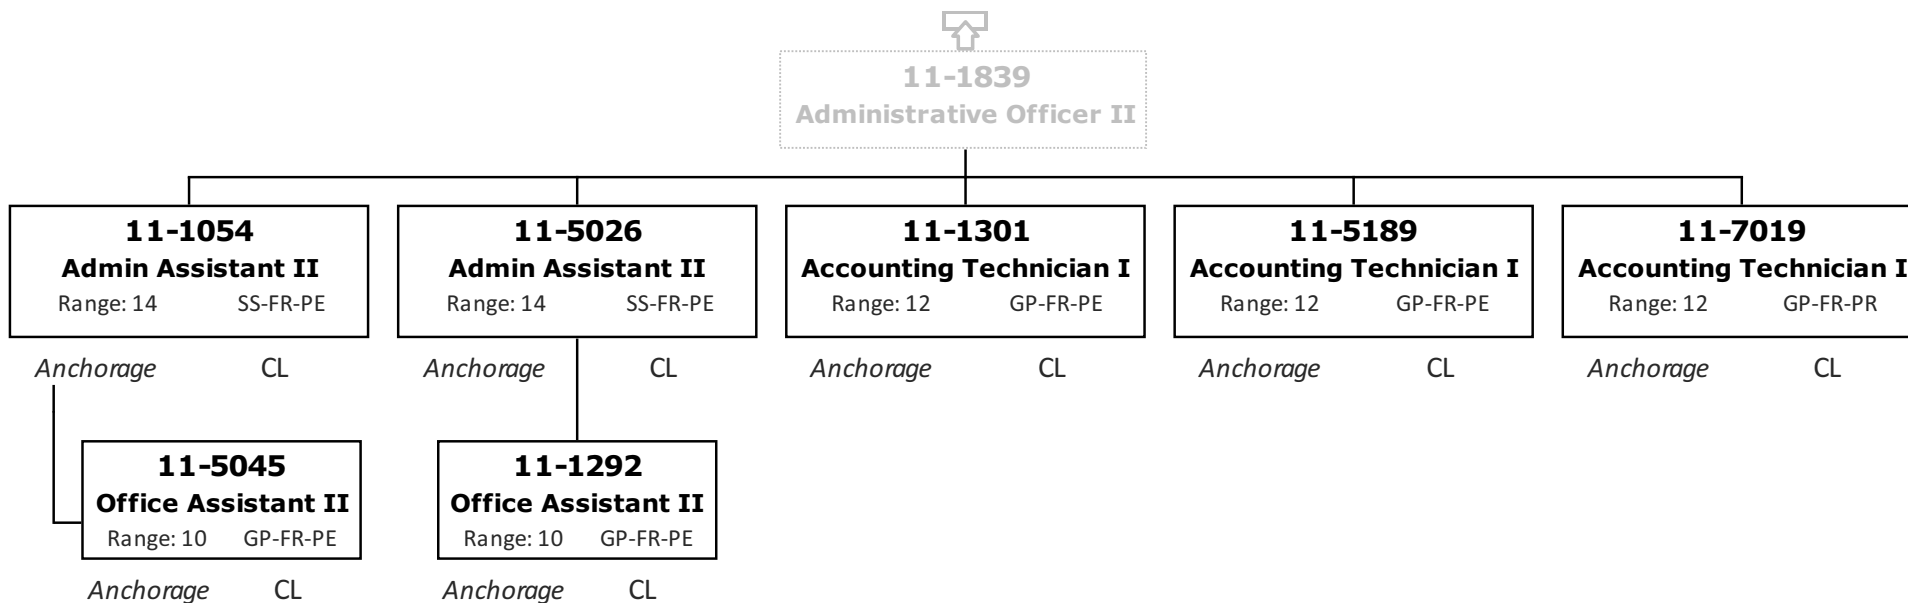 11-1839
Administrative Officer II
11-1054
Admin Assistant II
Range: 14 SS-FR-PE
Anchorage CL
11-5026
Admin Assistant II
Range: 14 SS-FR-PE
Anchorage CL
11-1301
Accounting Technician I
Range: 12 GP-FR-PE
Anchorage CL
11-5189
Accounting Technician I
Range: 12 GP-FR-PE
Anchorage CL
11-7019
Accounting Technician I
Range: 12 GP-FR-PR
Anchorage CL
11-5045
Office Assistant II
Range: 10 GP-FR-PE
Anchorage CL
11-1292
Office Assistant II
Range: 10 GP-FR-PE
Anchorage CL